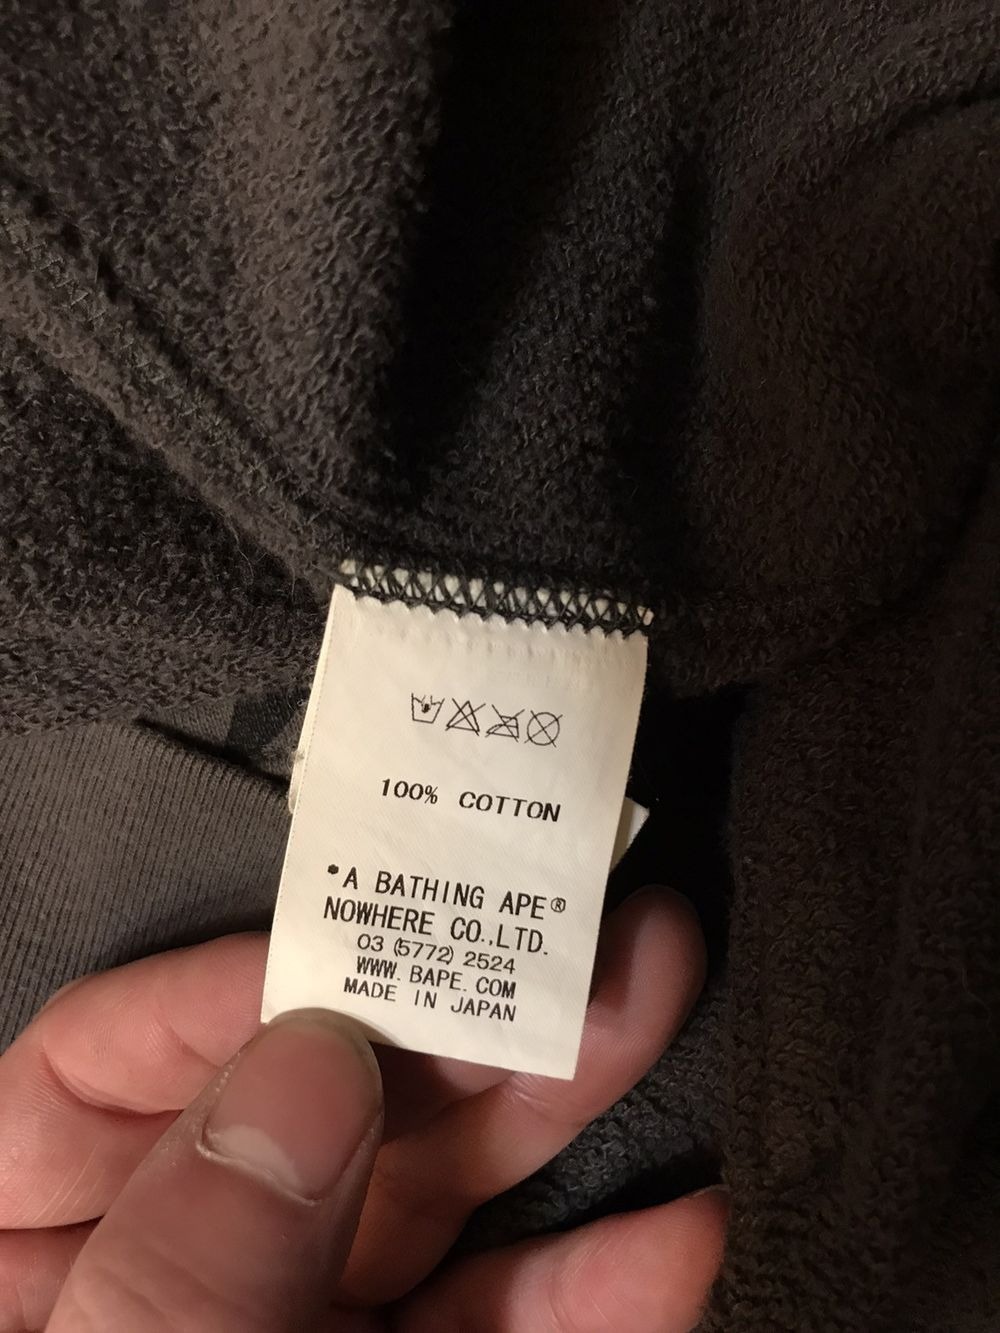 100% COTTON
•A BATHING APE®
NOWHERE CO.,LTD.
03 (5772) 2524
WWW. BAPE. COM
MADE IN JAPAN